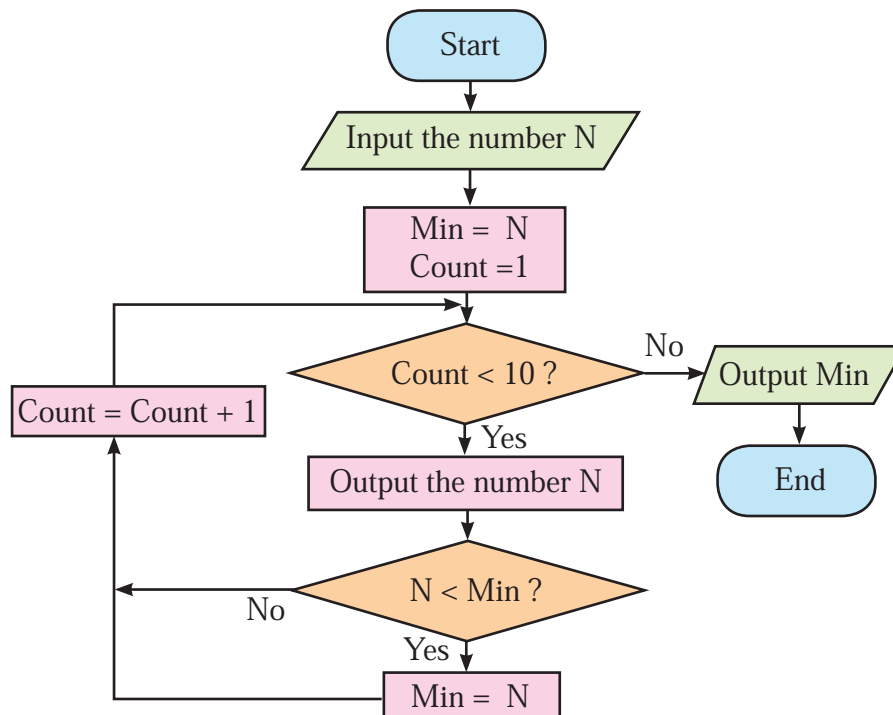 Start
Input the number N
Min = N
Count =1
Count < 10 ?
No
Output Min
End
Count = Count + 1
Yes
Output the number N
N < Min ?
No
Yes
Min = N